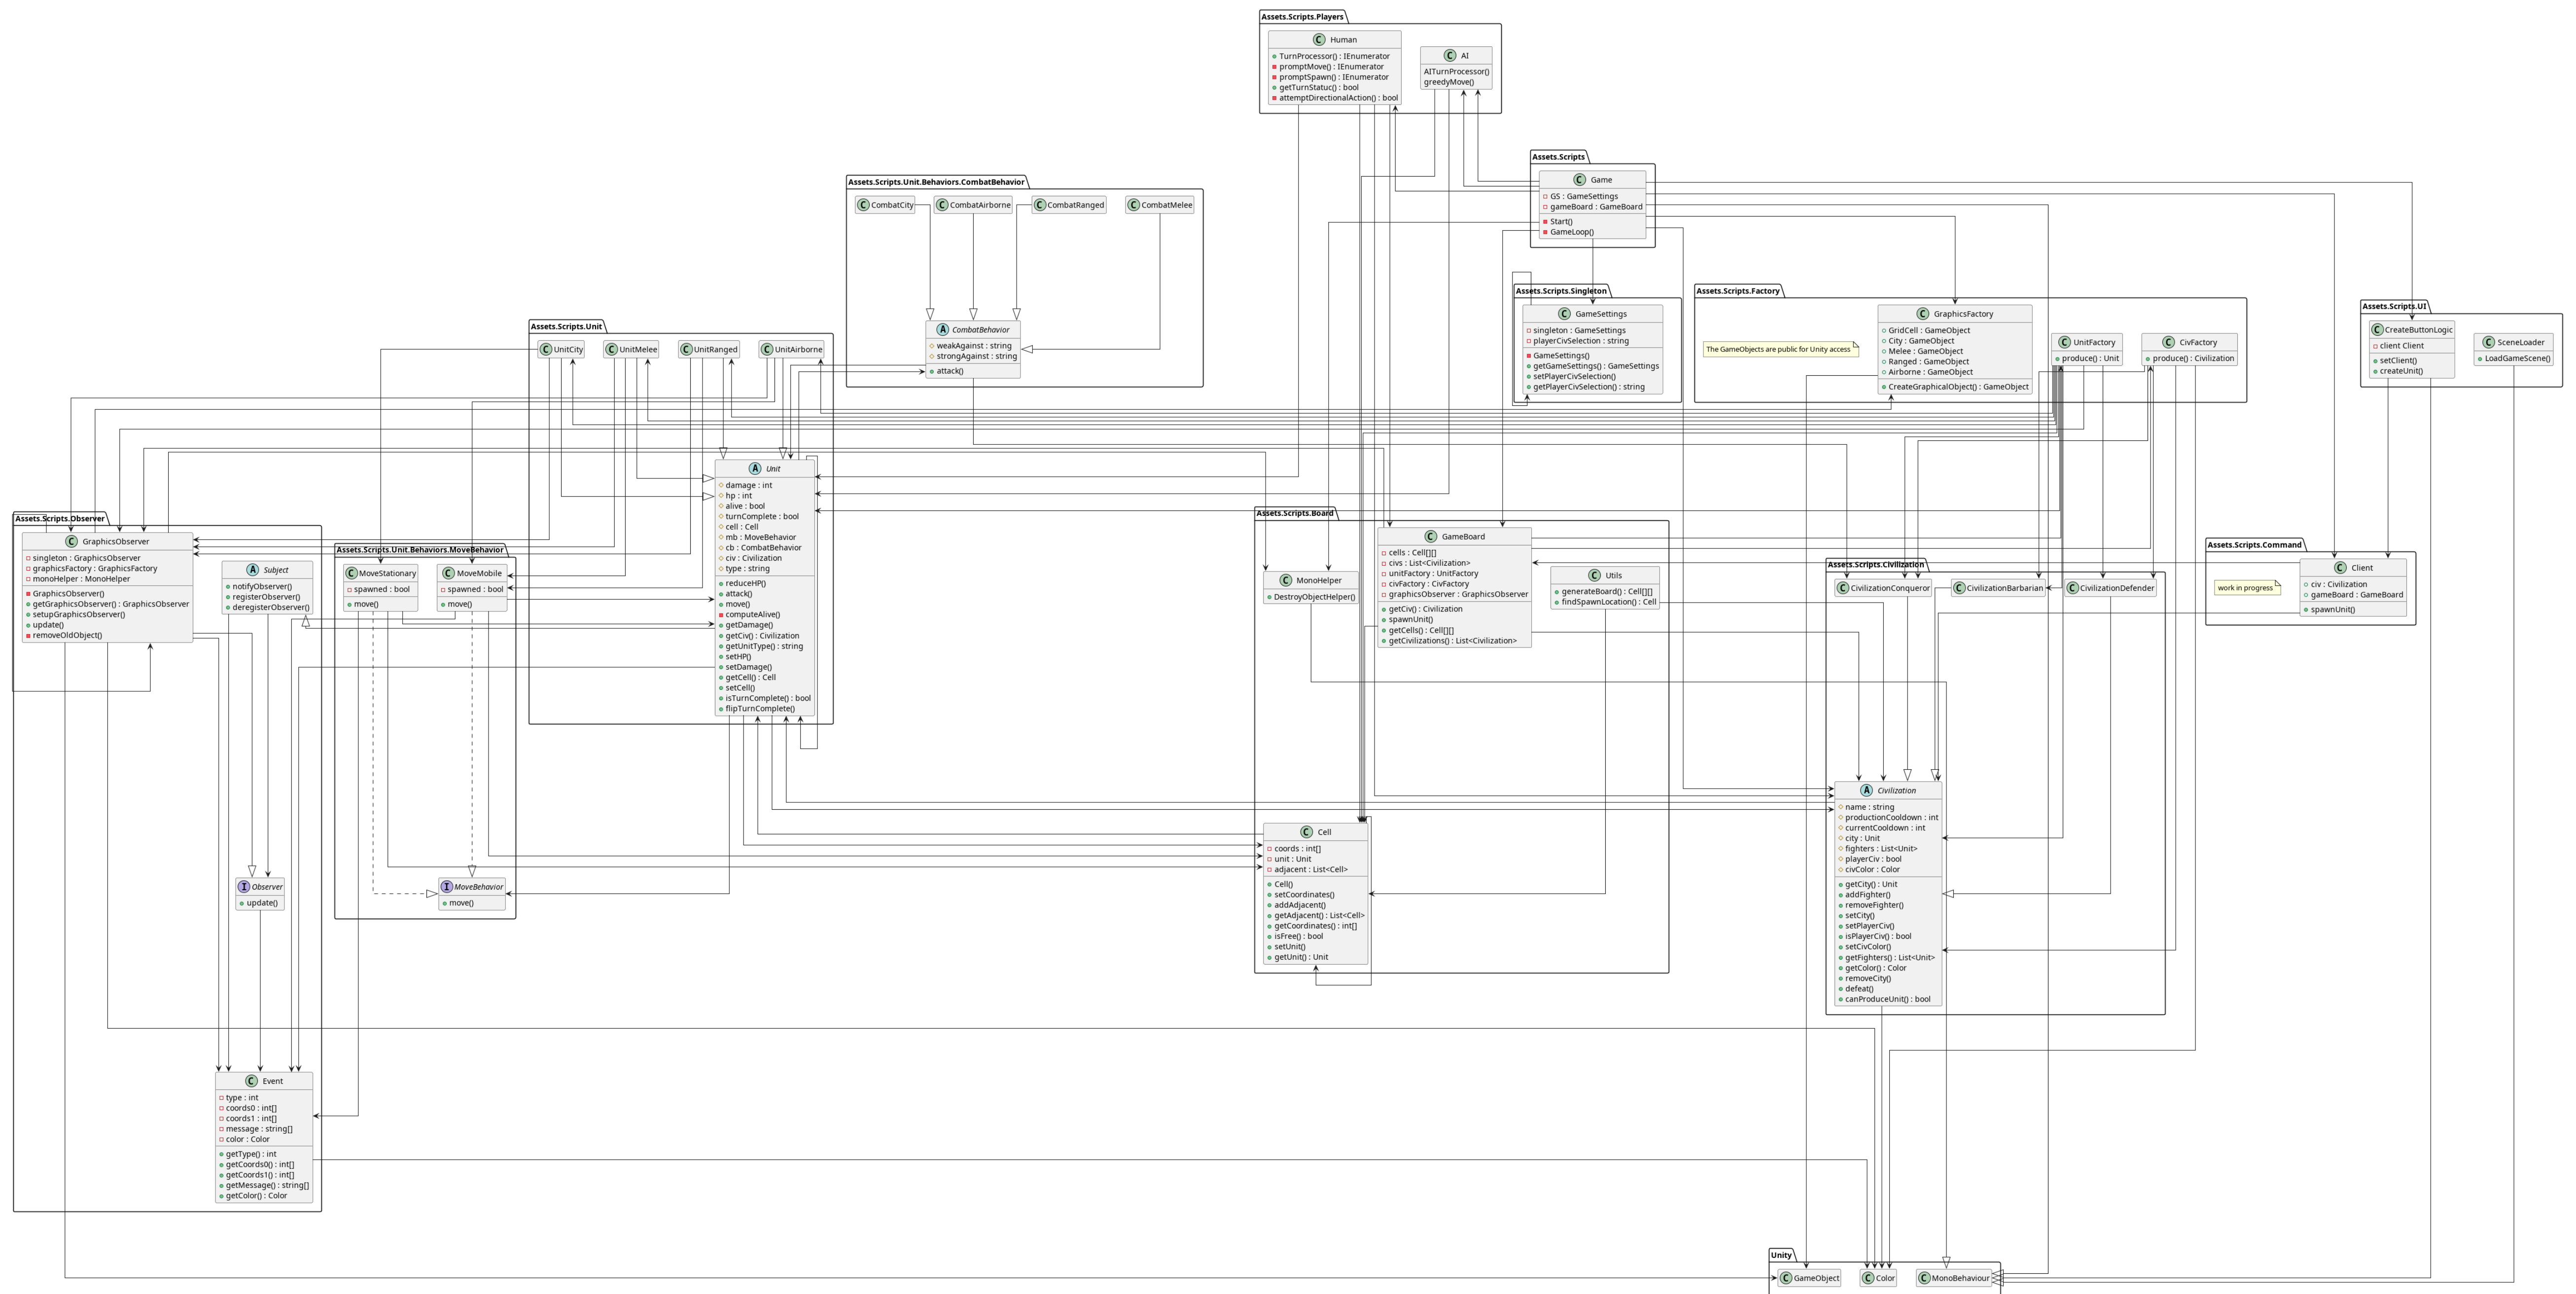 Assets.Scripts.Players
Human
TurnProcessor() : IEnumerator
promptMove() : IEnumerator
promptSpawn() : IEnumerator
getTurnStatuc() : bool
attemptDirectionalAction() : bool
AI
AITurnProcessor()
greedyMove()
Assets.Scripts
Game
GS : GameSettings
gameBoard : GameBoard
Start()
GameLoop()
Assets.Scripts.Unit.Behaviors.CombatBehavior
CombatCity
CombatAirborne
CombatRanged
CombatMelee
CombatBehavior
weakAgainst : string
strongAgainst : string
attack()
Assets.Scripts.Singleton
GameSettings
singleton : GameSettings
playerCivSelection : string
GameSettings()
getGameSettings() : GameSettings
setPlayerCivSelection()
getPlayerCivSelection() : string
Assets.Scripts.Factory
The GameObjects are public for Unity access
GraphicsFactory
GridCell : GameObject
City : GameObject
Melee : GameObject
Ranged : GameObject
Airborne : GameObject
CreateGraphicalObject() : GameObject
UnitFactory
produce() : Unit
CivFactory
produce() : Civilization
Assets.Scripts.UI
CreateButtonLogic
client Client
setClient()
createUnit()
SceneLoader
LoadGameScene()
Assets.Scripts.Unit
UnitCity
UnitMelee
UnitRanged
UnitAirborne
Unit
damage : int
hp : int
alive : bool
turnComplete : bool
cell : Cell
mb : MoveBehavior
cb : CombatBehavior
civ : Civilization
type : string
reduceHP()
attack()
move()
computeAlive()
getDamage()
getCiv() : Civilization
getUnitType() : string
setHP()
setDamage()
getCell() : Cell
setCell()
isTurnComplete() : bool
flipTurnComplete()
Assets.Scripts.Observer
GraphicsObserver
singleton : GraphicsObserver
graphicsFactory : GraphicsFactory
monoHelper : MonoHelper
GraphicsObserver()
getGraphicsObserver() : GraphicsObserver
setupGraphicsObserver()
update()
removeOldObject()
Subject
notifyObserver()
registerObserver()
deregisterObserver()
Observer
update()
Event
type : int
coords0 : int[]
coords1 : int[]
message : string[]
color : Color
getType() : int
getCoords0() : int[]
getCoords1() : int[]
getMessage() : string[]
getColor() : Color
Assets.Scripts.Unit.Behaviors.MoveBehavior
MoveStationary
spawned : bool
move()
MoveMobile
spawned : bool
move()
MoveBehavior
move()
Assets.Scripts.Board
MonoHelper
DestroyObjectHelper()
GameBoard
cells : Cell[][]
civs : List<Civilization>
unitFactory : UnitFactory
civFactory : CivFactory
graphicsObserver : GraphicsObserver
getCiv() : Civilization
spawnUnit()
getCells() : Cell[][]
getCivilizations() : List<Civilization>
Utils
generateBoard() : Cell[][]
findSpawnLocation() : Cell
Cell
coords : int[]
unit : Unit
adjacent : List<Cell>
Cell()
setCoordinates()
addAdjacent()
getAdjacent() : List<Cell>
getCoordinates() : int[]
isFree() : bool
setUnit()
getUnit() : Unit
Assets.Scripts.Civilization
CivilizationConqueror
CivilizationBarbarian
CivilizationDefender
Civilization
name : string
productionCooldown : int
currentCooldown : int
city : Unit
fighters : List<Unit>
playerCiv : bool
civColor : Color
getCity() : Unit
addFighter()
removeFighter()
setCity()
setPlayerCiv()
isPlayerCiv() : bool
setCivColor()
getFighters() : List<Unit>
getColor() : Color
removeCity()
defeat()
canProduceUnit() : bool
Assets.Scripts.Command
work in progress
Client
civ : Civilization
gameBoard : GameBoard
spawnUnit()
Unity
GameObject
Color
MonoBehaviour